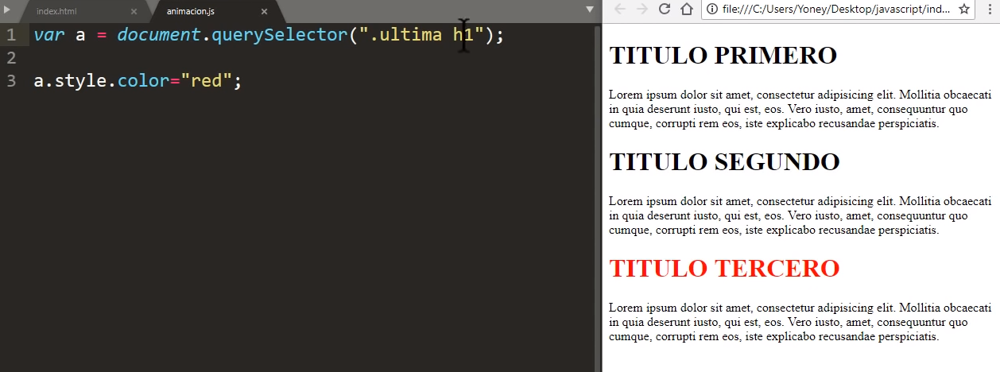 index.html
animacion.js
1 var a = document.querySelector(".ultima h1");
2
3 a.style.color="red";
file:///C:/Users/Yoney/Desktop/javascript/ind...
TITULO PRIMERO
Lorem ipsum dolor sit amet, consectetur adipisicing elit. Mollitia obcaecati
in quia deserunt iusto, qui est, eos. Vero iusto, amet, consequuntur quo
cumque, corrupti rem eos, iste explicabo recusandae perspiciatis.
TITULO SEGUNDO
Lorem ipsum dolor sit amet, consectetur adipisicing elit. Mollitia obcaecati
in quia deserunt iusto, qui est, eos. Vero iusto, amet, consequuntur quo
cumque, corrupti rem eos, iste explicabo recusandae perspiciatis.
TITULO TERCERO
Lorem ipsum dolor sit amet, consectetur adipisicing elit. Mollitia obcaecati
in quia deserunt iusto, qui est, eos. Vero iusto, amet, consequuntur quo
cumque, corrupti rem eos, iste explicabo recusandae perspiciatis.